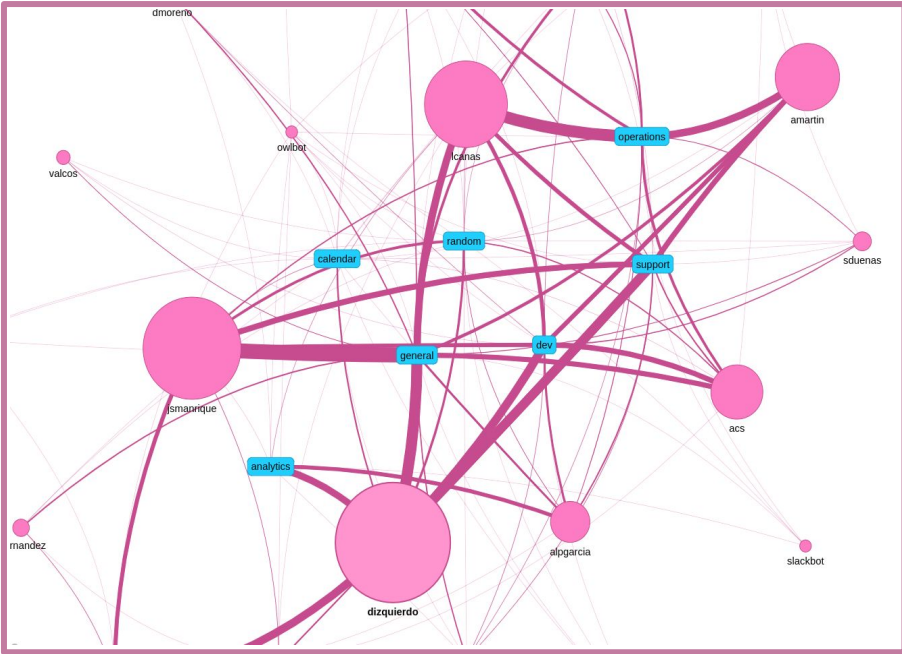 dmoreno
amartin
operations
owlbot
lcanas
valcos
random
calendar
support
sduenas
dev
general
jsmanrique
acs
analytics
rnandez
alpgarcia
slackbot
dizquierdo